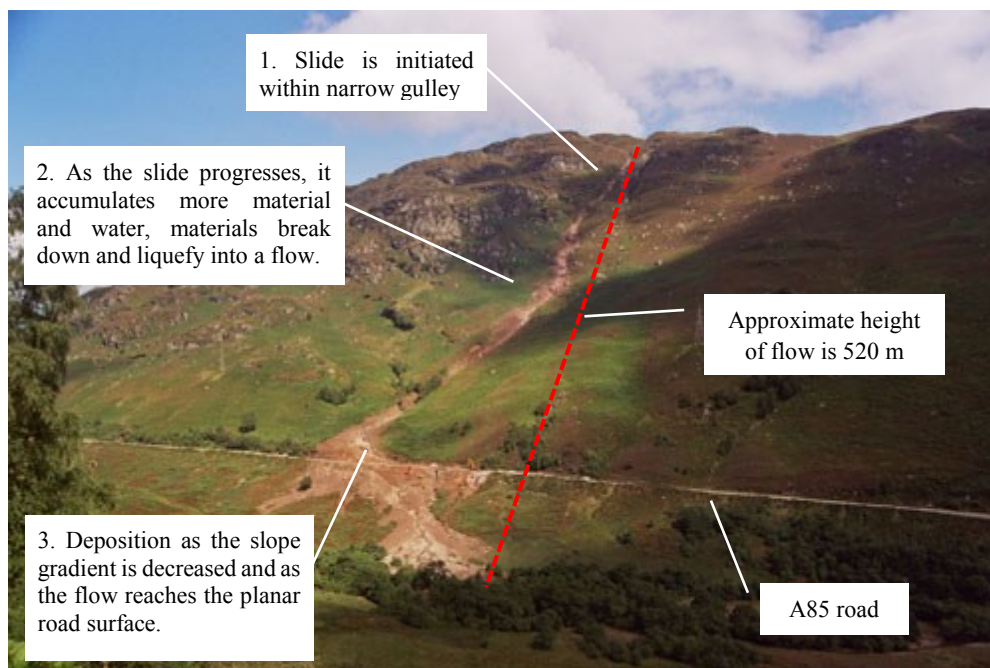 1. Slide is initiated
within narrow gulley
2. As the slide progresses, it
accumulates more material
and water, materials break
down and liquefy into a flow.
Approximate height
of flow is 520 m
3. Deposition as the slope
gradient is decreased and as
the flow reaches the planar
road surface.
A85 road